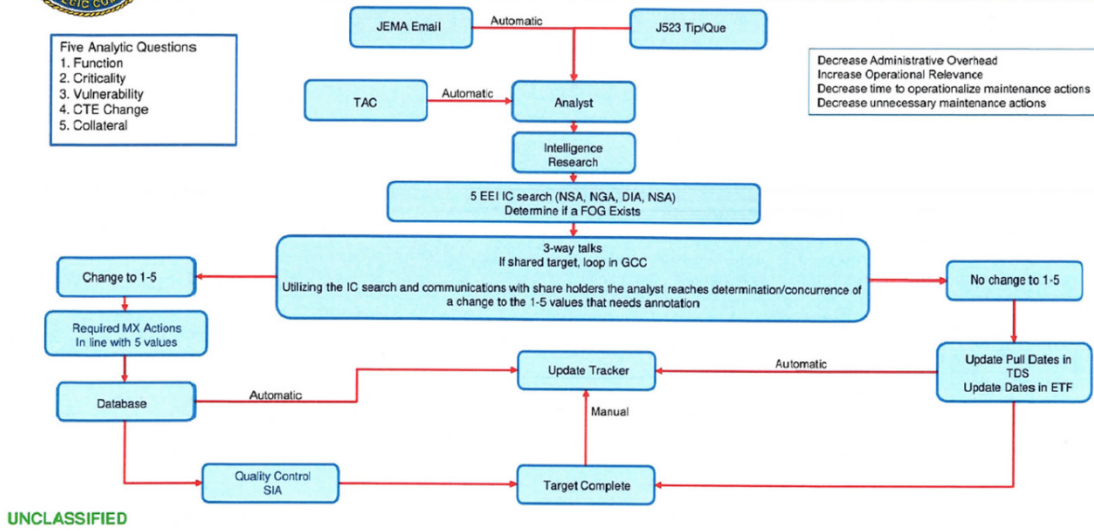 GIC CO
JEMA Email
Automatic
J523 Tip/Que
Five Analytic Questions
1. Function
2. Criticality
3. Vulnerability
4. CTE Change
5. Collateral
Decrease Administrative Overhead
Increase Operational Relevance
Decrease time to operationalize maintenance actions
Decrease unnecessary maintenance actions
TAC
Automatic
Analyst
Intelligence
Research
5 EEI IC search (NSA, NGA, DIA, NSA)
Determine if a FOG Exists
3-way talks
If shared target, loop in GCC
Utilizing the IC search and communications with share holders the analyst reaches determination/concurrence of
a change to the 1-5 values that needs annotation
Change to 1-5
No change to 1-5
Required MX Actions
In line with 5 values
Update Tracker
Automatic
Update Pull Dates in
TDS
Update Dates in ETF
Database
Automatic
Manual
Quality Control
SIA
Target Complete
UNCLASSIFIED